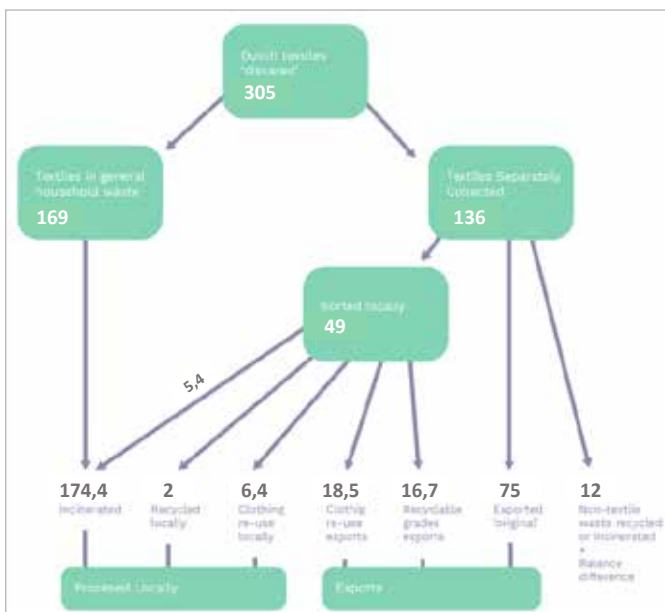 Dutch textiles
"discared"
305
Textiles in general
household waste
169
Textiles Separately
Collected
136
Sorted locally
49
5,4
174,4
Incinerated
2
Recycled
locally
6,4
Clothing
re-use
locally
18,5
re-use
exports
16,7
Recyclable
grades
exports
75
Exported
'original'
12
Non-textile
waste recycled
or incinerated
+
Balance
difference
Processed Locally
Exports